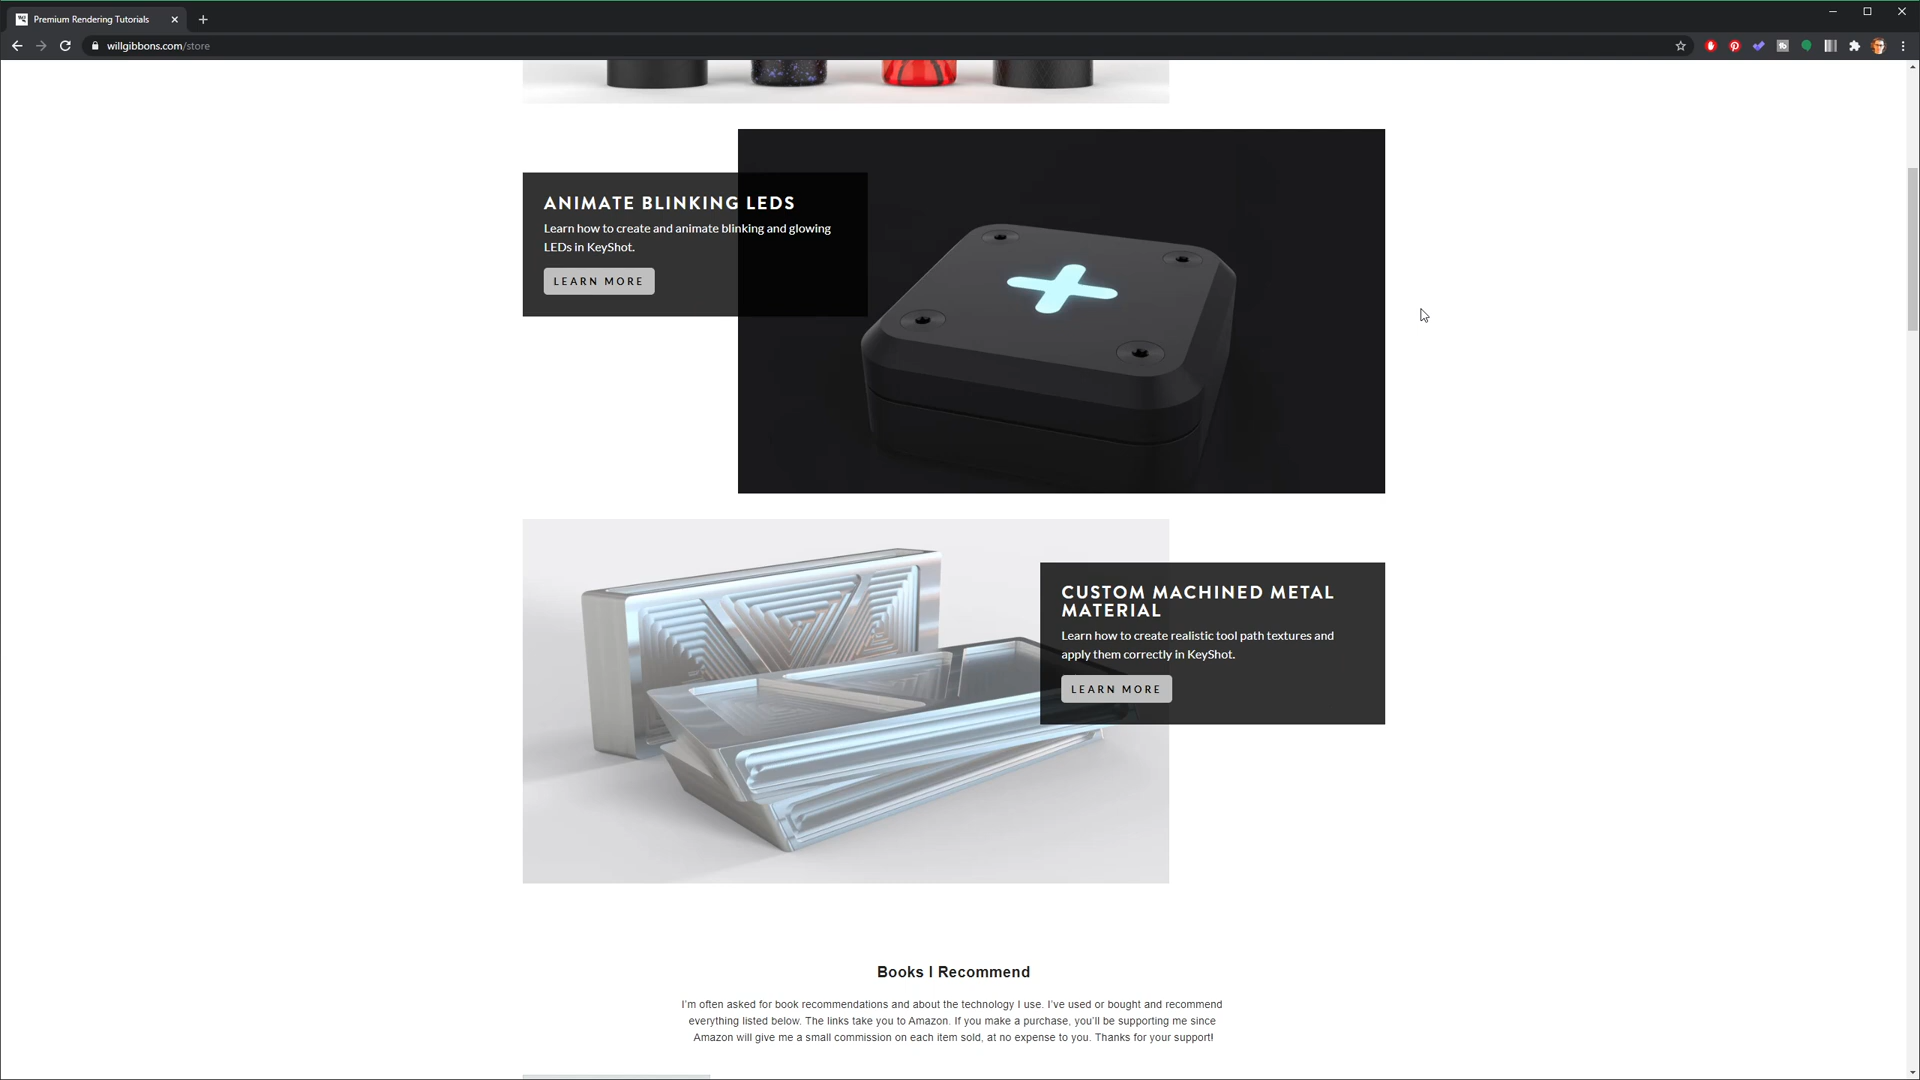 Premium Rendering Tutorials
willgibbons.com/store
ANIMATE BLINKING LEDS
Learn how to create and animate blinking and glowing
LEDs in KeyShot.
LEARN MORE
CUSTOM MACHINED METAL
MATERIAL
Learn how to create realistic tool path textures and
apply them correctly in KeyShot.
LEARN MORE
Books I Recommend
I'm often asked for book recommendations and about the technology I use. I've used or bought and recommend
everything listed below. The links take you to Amazon. If you make a purchase, you'll be supporting me since
Amazon will give me a small commission on each item sold, at no expense to you. Thanks for your support!